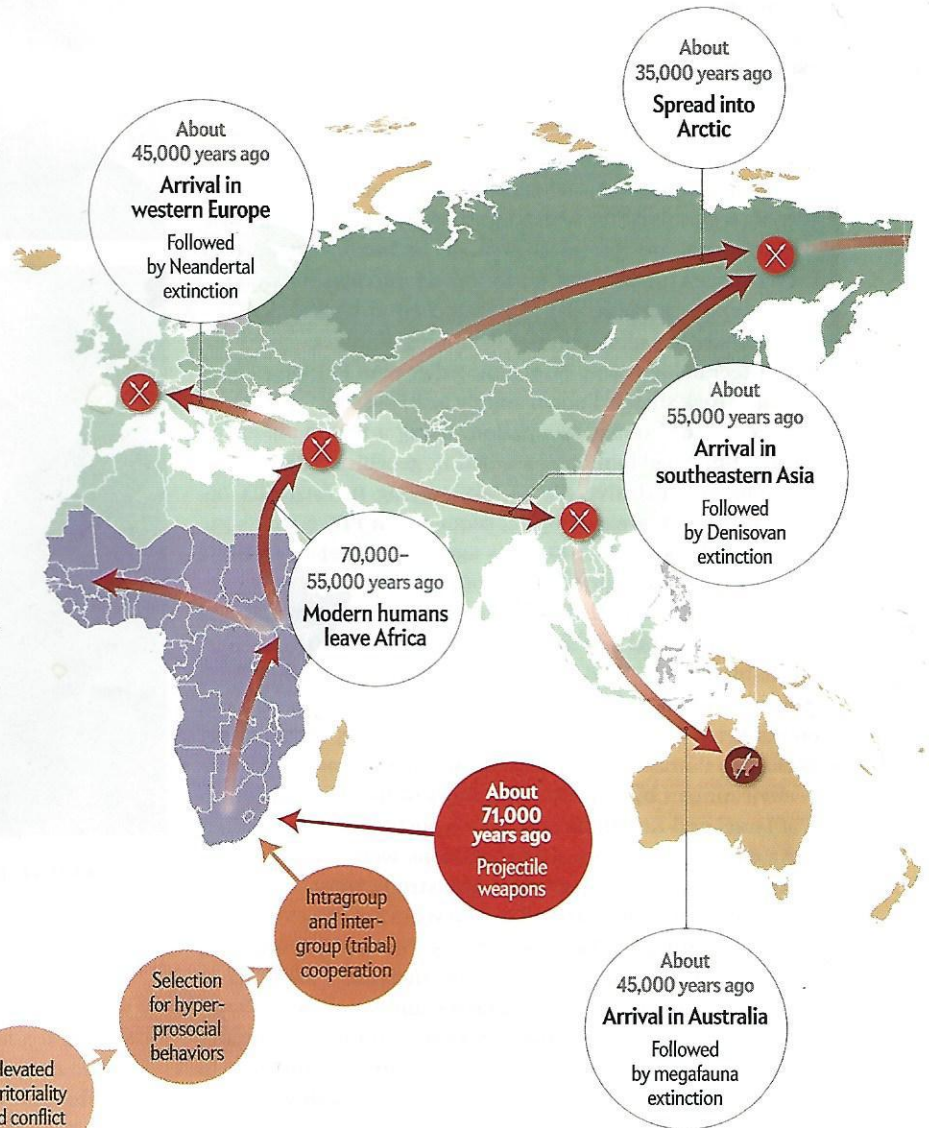 About
35,000 years ago
Spread into
Arctic
About
45,000 years ago
Arrival in
western Europe
Followed
by Neandertal
extinction
About
55,000 years ago
Arrival in
southeastern Asia
Followed
by Denisovan
extinction
70,000–
55,000 years ago
Modern humans
leave Africa
About
71,000
years ago
Projectile
weapons
Intragroup
and inter-
group (tribal)
cooperation
Selection
for hyper-
prosocial
behaviors
levated
ritoriality
d conflict
About
45,000 years ago
Arrival in Australia
Followed
by megafauna
extinction